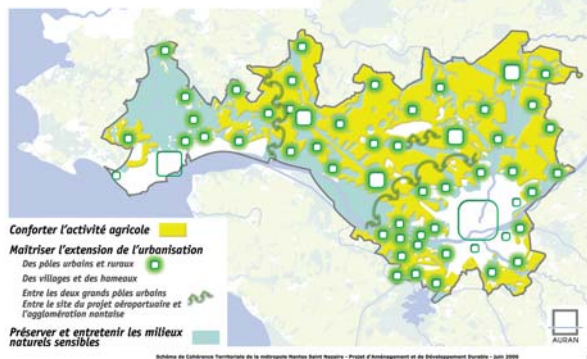 Conforter l'activité agricole
Maîtriser l'extension de l'urbanisation
Des pôles urbains et ruraux
Des villages et des hameaux
Entre les deux grands pôles urbains
Entre le site du projet aéroportuaire et
l'agglomération nantaise
Préserver et entretenir les milieux
naturels sensibles
AURAN
Schéma de Cohérence Territoriale de la métropole Nantes Saint Nazaire - Projet d'Aménagement et de Développement Durable - Juin 2006